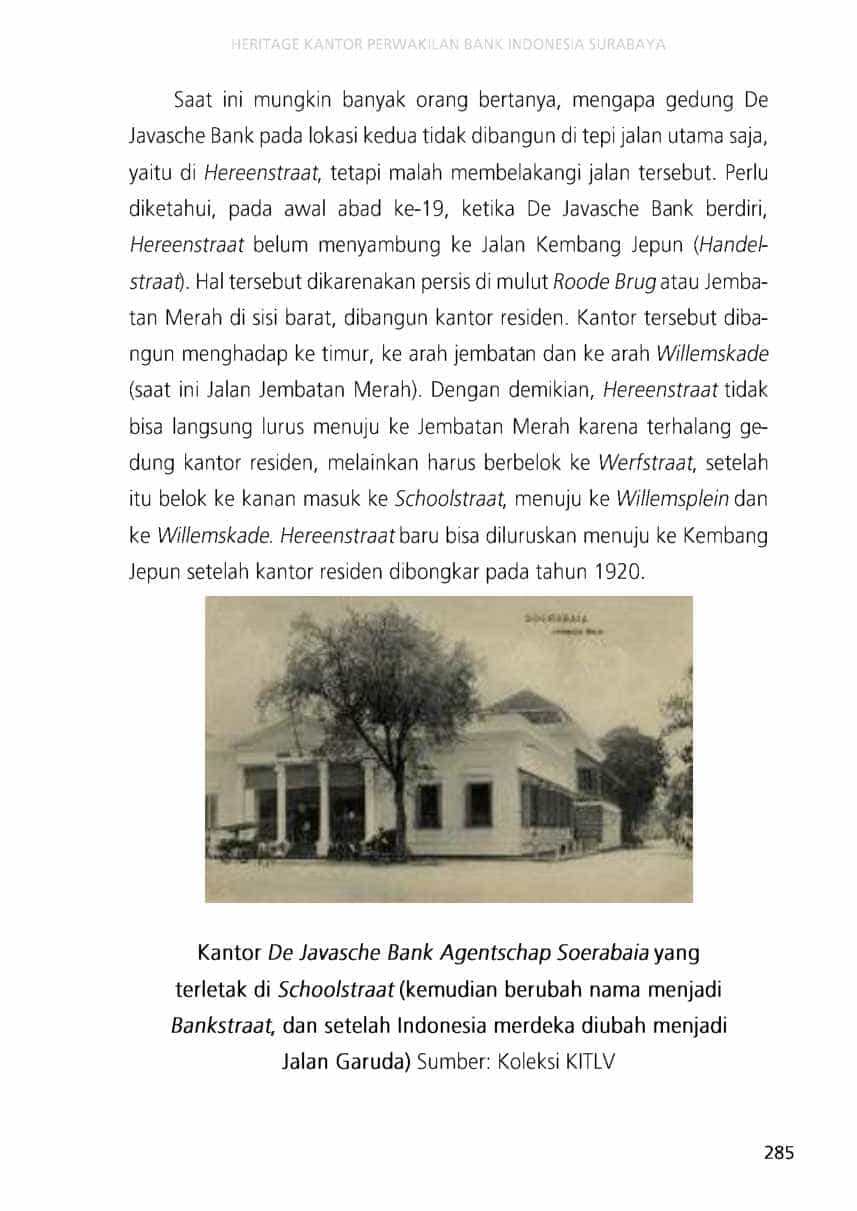 HERITAGE KANTOR PERWAKILAN BANK INDONESIA SURABAYA
Saat ini mungkin banyak orang bertanya, mengapa gedung De
Javasche Bank pada lokasi kedua tidak dibangun di tepi jalan utama saja,
yaitu di Hereenstraat, tetapi malah membelakangi jalan tersebut. Perlu
diketahui, pada awal abad ke-19, ketika De Javasche Bank berdiri,
Hereenstraat belum menyambung ke Jalan Kembang Jepun (Handel-
straat). Hal tersebut dikarenakan persis di mulut Roode Brug atau Jemba-
tan Merah di sisi barat, dibangun kantor residen. Kantor tersebut diba-
ngun menghadap ke timur, ke arah jembatan dan ke arah Willemskade
(saat ini Jalan Jembatan Merah). Dengan demikian, Hereenstraat tidak
bisa langsung lurus menuju ke Jembatan Merah karena terhalang ge-
dung kantor residen, melainkan harus berbelok ke Werfstraat, setelah
itu belok ke kanan masuk ke Schoolstraat, menuju ke Willemsplein dan
ke Willemskade. Hereenstraat baru bisa diluruskan menuju ke Kembang
Jepun setelah kantor residen dibongkar pada tahun 1920.
SOERABAIA
Kantor De Javasche Bank Agentschap Soerabaia yang
terletak di Schoolstraat (kemudian berubah nama menjadi
Bankstraat, dan setelah Indonesia merdeka diubah menjadi
Jalan Garuda) Sumber: Koleksi KITLV
285